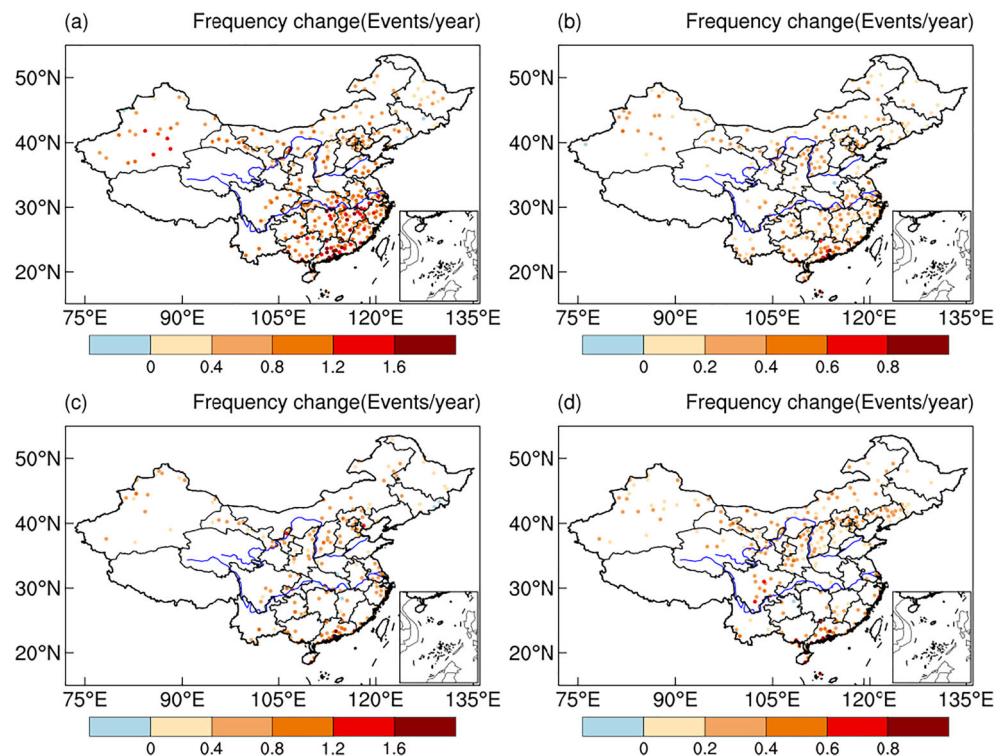 (a) Frequency change(Events/year)
(b) Frequency change(Events/year)
50°N
40°N
30°N
20°N
50°N
40°N
30°N
20°N
75°E 90°E 105°E 120°E 135°E
75°E 90°E 105°E 120°E 135°E
0 0.4 0.8 1.2 1.6
0 0.2 0.4 0.6 0.8
(c) Frequency change(Events/year)
(d) Frequency change(Events/year)
50°N
40°N
30°N
20°N
50°N
40°N
30°N
20°N
75°E 90°E 105°E 120°E 135°E
75°E 90°E 105°E 120°E 135°E
0 0.4 0.8 1.2 1.6
0 0.2 0.4 0.6 0.8